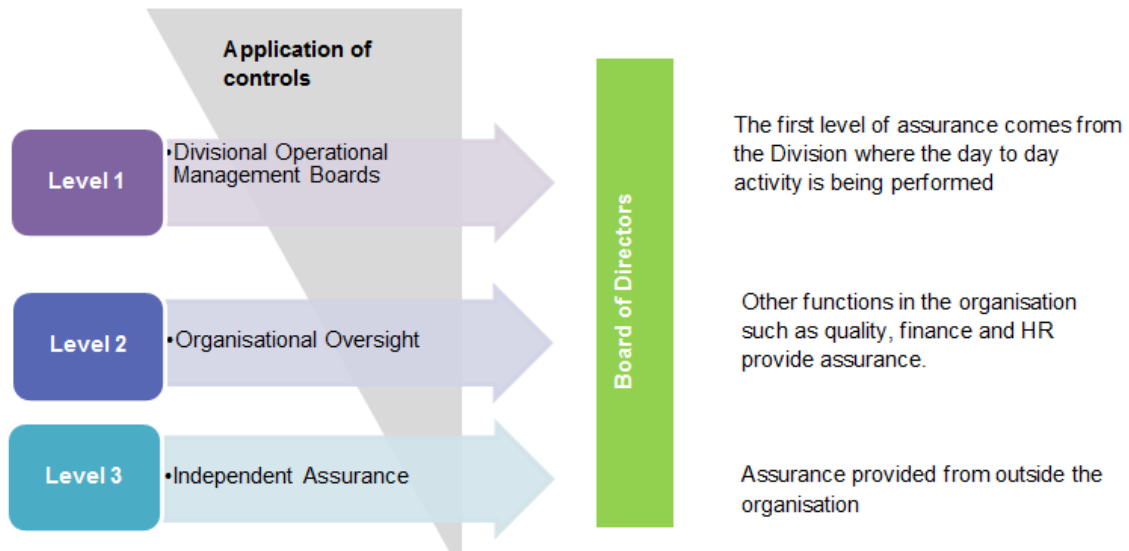 Application of
controls
Level 1
•Divisional Operational
Management Boards
The first level of assurance comes from
the Division where the day to day
activity is being performed
Board of Directors
Level 2
•Organisational Oversight
Other functions in the organisation
such as quality, finance and HR
provide assurance.
Level 3
•Independent Assurance
Assurance provided from outside the
organisation